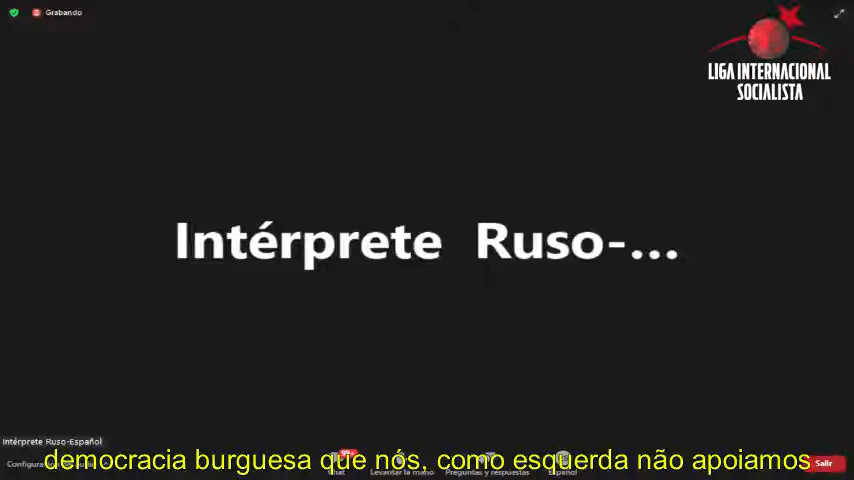 Grabando
LIGA INTERNACIONAL
SOCIALISTA
Intérprete Ruso-...
Intérprete Ruso-Español
democracia burguesa que nós, como esquerda não apoiamos
Chat
Levantar la mano
Preguntas y respuestas
Español
Salir